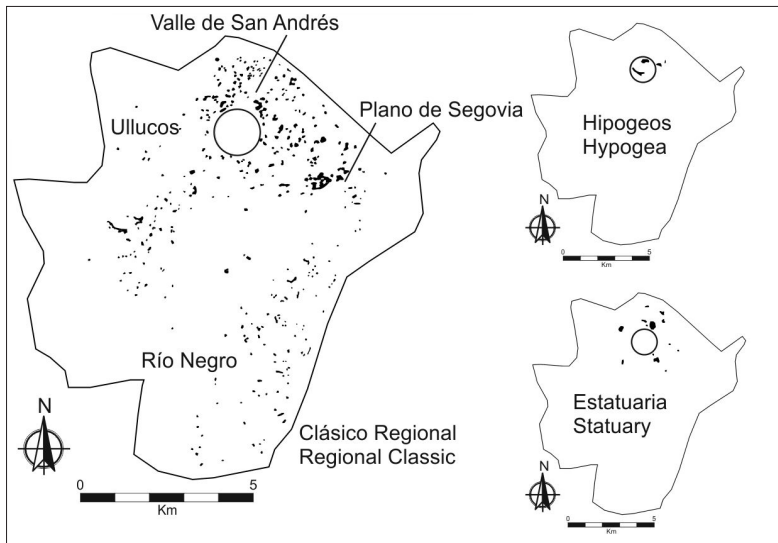 Valle de San Andrés
Ullucos
Plano de Segovia
Río Negro
N
Clásico Regional
Regional Classic
0 5
Km
Hipogeos
Hypogea
N
0 5
Km
Estatuaria
Statuary
N
0 5
Km